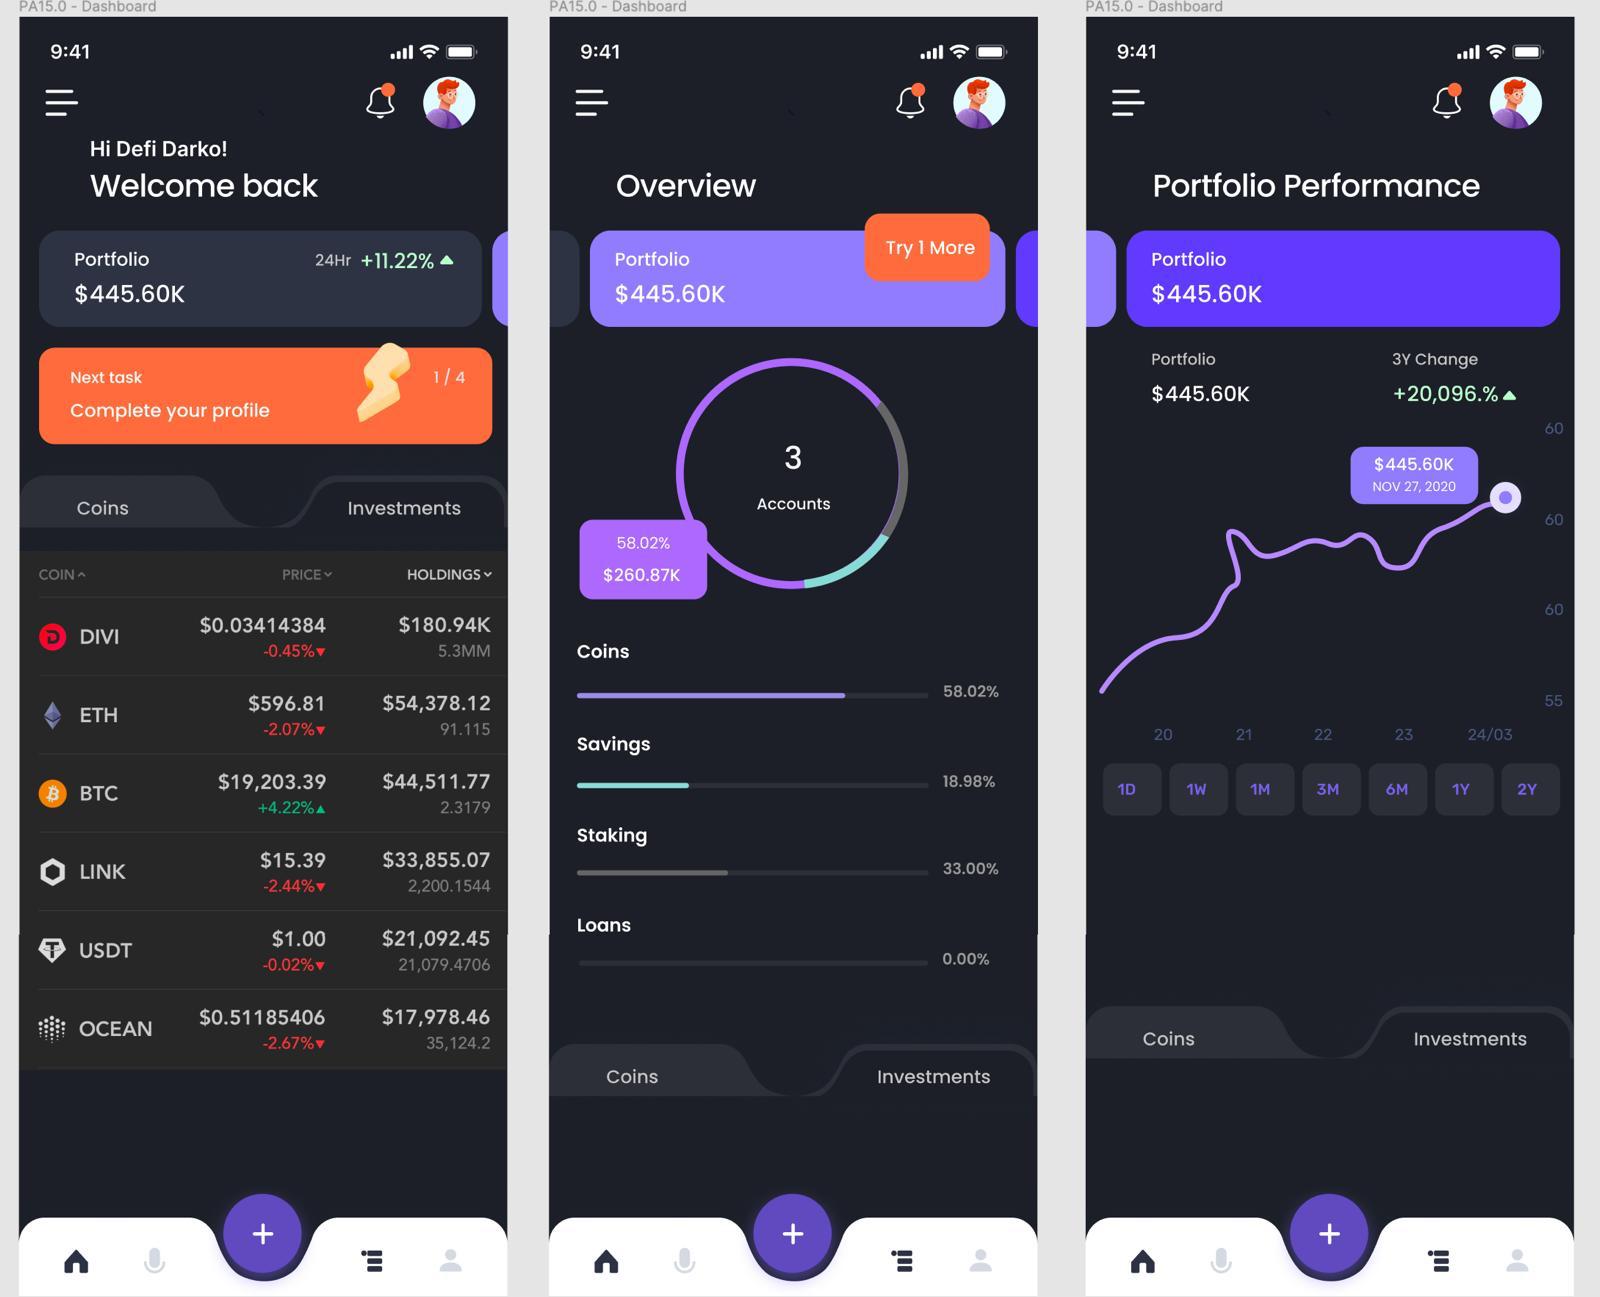 PA15.0 - Dashboard
9:41
Hi Defi Darko!
Welcome back
Portfolio
24Hr +11.22%
$445.60K
Next task
1 / 4
Complete your profile
Coins
Investments
COIN PRICE HOLDINGS
DIVI $0.03414384 $180.94K
-0.45% 5.3MM
ETH $596.81 $54,378.12
-2.07% 91.115
BTC $19,203.39 $44,511.77
+4.22% 2.3179
LINK $15.39 $33,855.07
-2.44% 2,200.1544
USDT $1.00 $21,092.45
-0.02% 21,079.4706
OCEAN $0.51185406 $17,978.46
-2.67% 35,124.2
PA15.0 - Dashboard
9:41
Overview
Try 1 More
Portfolio
$445.60K
3
Accounts
58.02%
$260.87K
Coins
58.02%
Savings
18.98%
Staking
33.00%
Loans
0.00%
Coins
Investments
PA15.0 - Dashboard
9:41
Portfolio Performance
Portfolio
$445.60K
Portfolio 3Y Change
$445.60K +20,096.%
60
$445.60K
NOV 27, 2020
60
60
55
20 21 22 23 24/03
1D 1W 1M 3M 6M 1Y 2Y
Coins
Investments